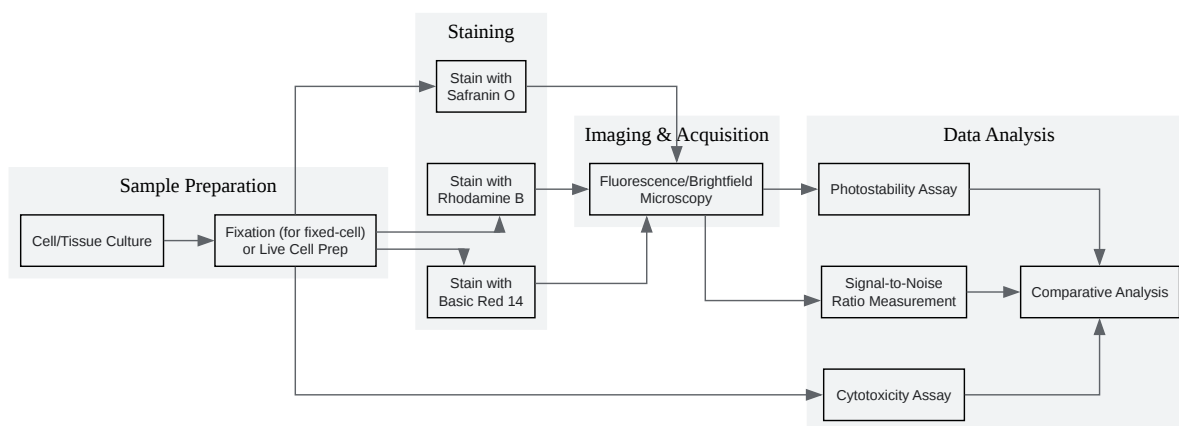 Staining
Stain with
Safranin O
Imaging & Acquisition
Data Analysis
Sample Preparation
Cell/Tissue Culture
Fixation (for fixed-cell)
or Live Cell Prep
Stain with
Rhodamine B
Stain with
Basic Red 14
Fluorescence/Brightfield
Microscopy
Photostability Assay
Signal-to-Noise
Ratio Measurement
Comparative Analysis
Cytotoxicity Assay